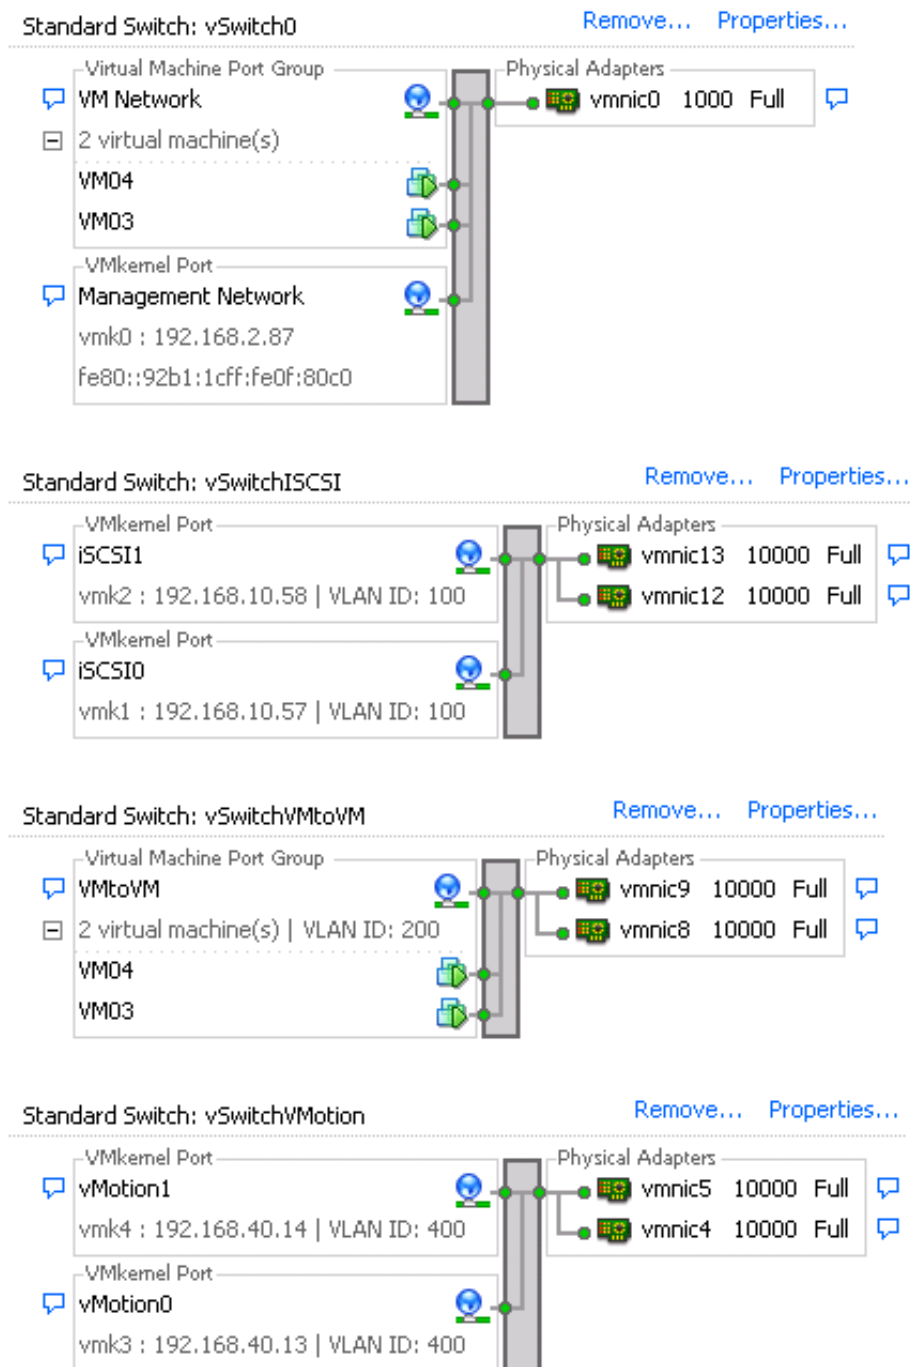 Standard Switch: vSwitch0 Remove... Properties...
Virtual Machine Port Group Physical Adapters
VM Network vmnic0 1000 Full
2 virtual machine(s)
VM04
VM03
VMkernel Port
Management Network
vmk0 : 192.168.2.87
fe80::92b1:1cff:fe0f:80c0
Standard Switch: vSwitchISCSI Remove... Properties...
VMkernel Port Physical Adapters
iSCSI1 vmnic13 10000 Full
vmk2 : 192.168.10.58 | VLAN ID: 100 vmnic12 10000 Full
VMkernel Port
iSCSI0
vmk1 : 192.168.10.57 | VLAN ID: 100
Standard Switch: vSwitchVMtoVM Remove... Properties...
Virtual Machine Port Group Physical Adapters
VMtoVM vmnic9 10000 Full
2 virtual machine(s) | VLAN ID: 200 vmnic8 10000 Full
VM04
VM03
Standard Switch: vSwitchVMotion Remove... Properties...
VMkernel Port Physical Adapters
vMotion1 vmnic5 10000 Full
vmk4 : 192.168.40.14 | VLAN ID: 400 vmnic4 10000 Full
VMkernel Port
vMotion0
vmk3 : 192.168.40.13 | VLAN ID: 400